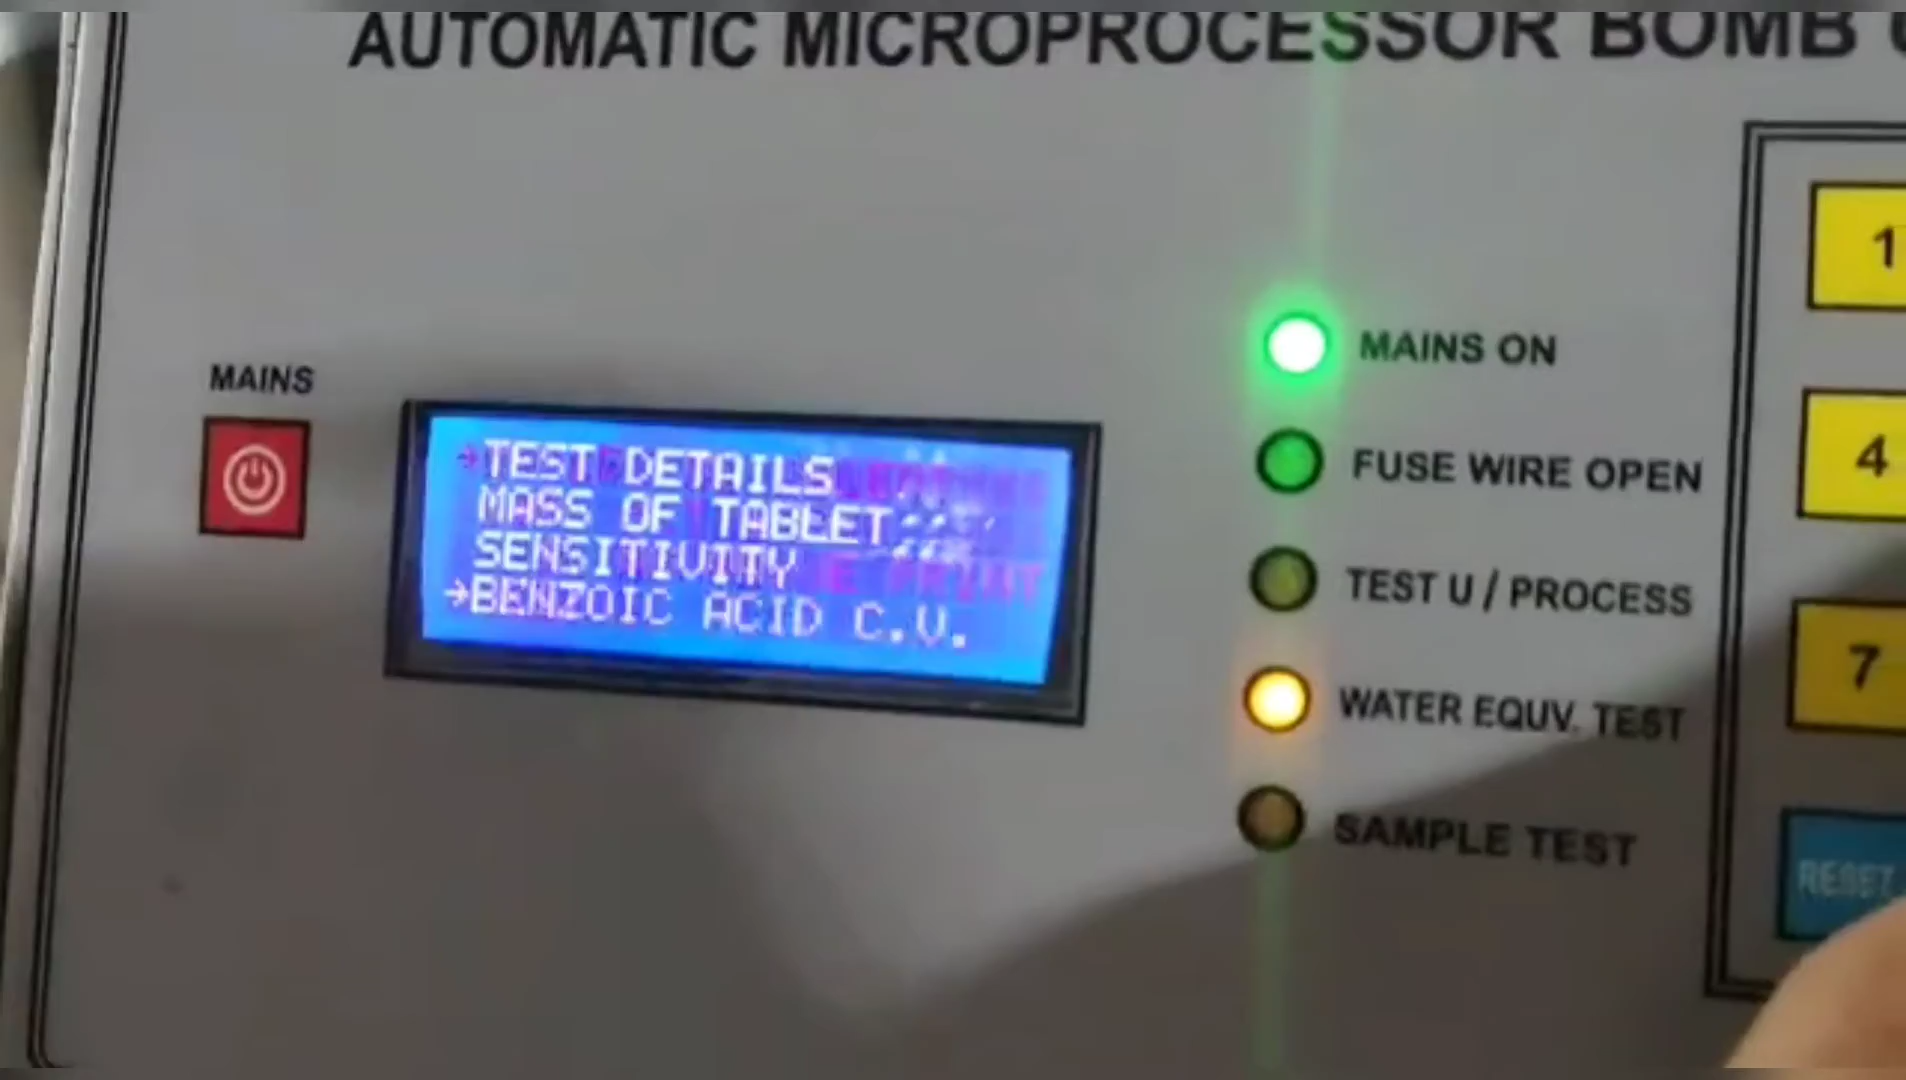 AUTOMATIC MICROPROCESSOR BOMB
MAINS
→TEST DETAILS
MASS OF TABLET
SENSITIVITY
→BENZOIC ACID C.V.
MAINS ON
FUSE WIRE OPEN
TEST U / PROCESS
WATER EQUV. TEST
SAMPLE TEST
1
4
7
RESET